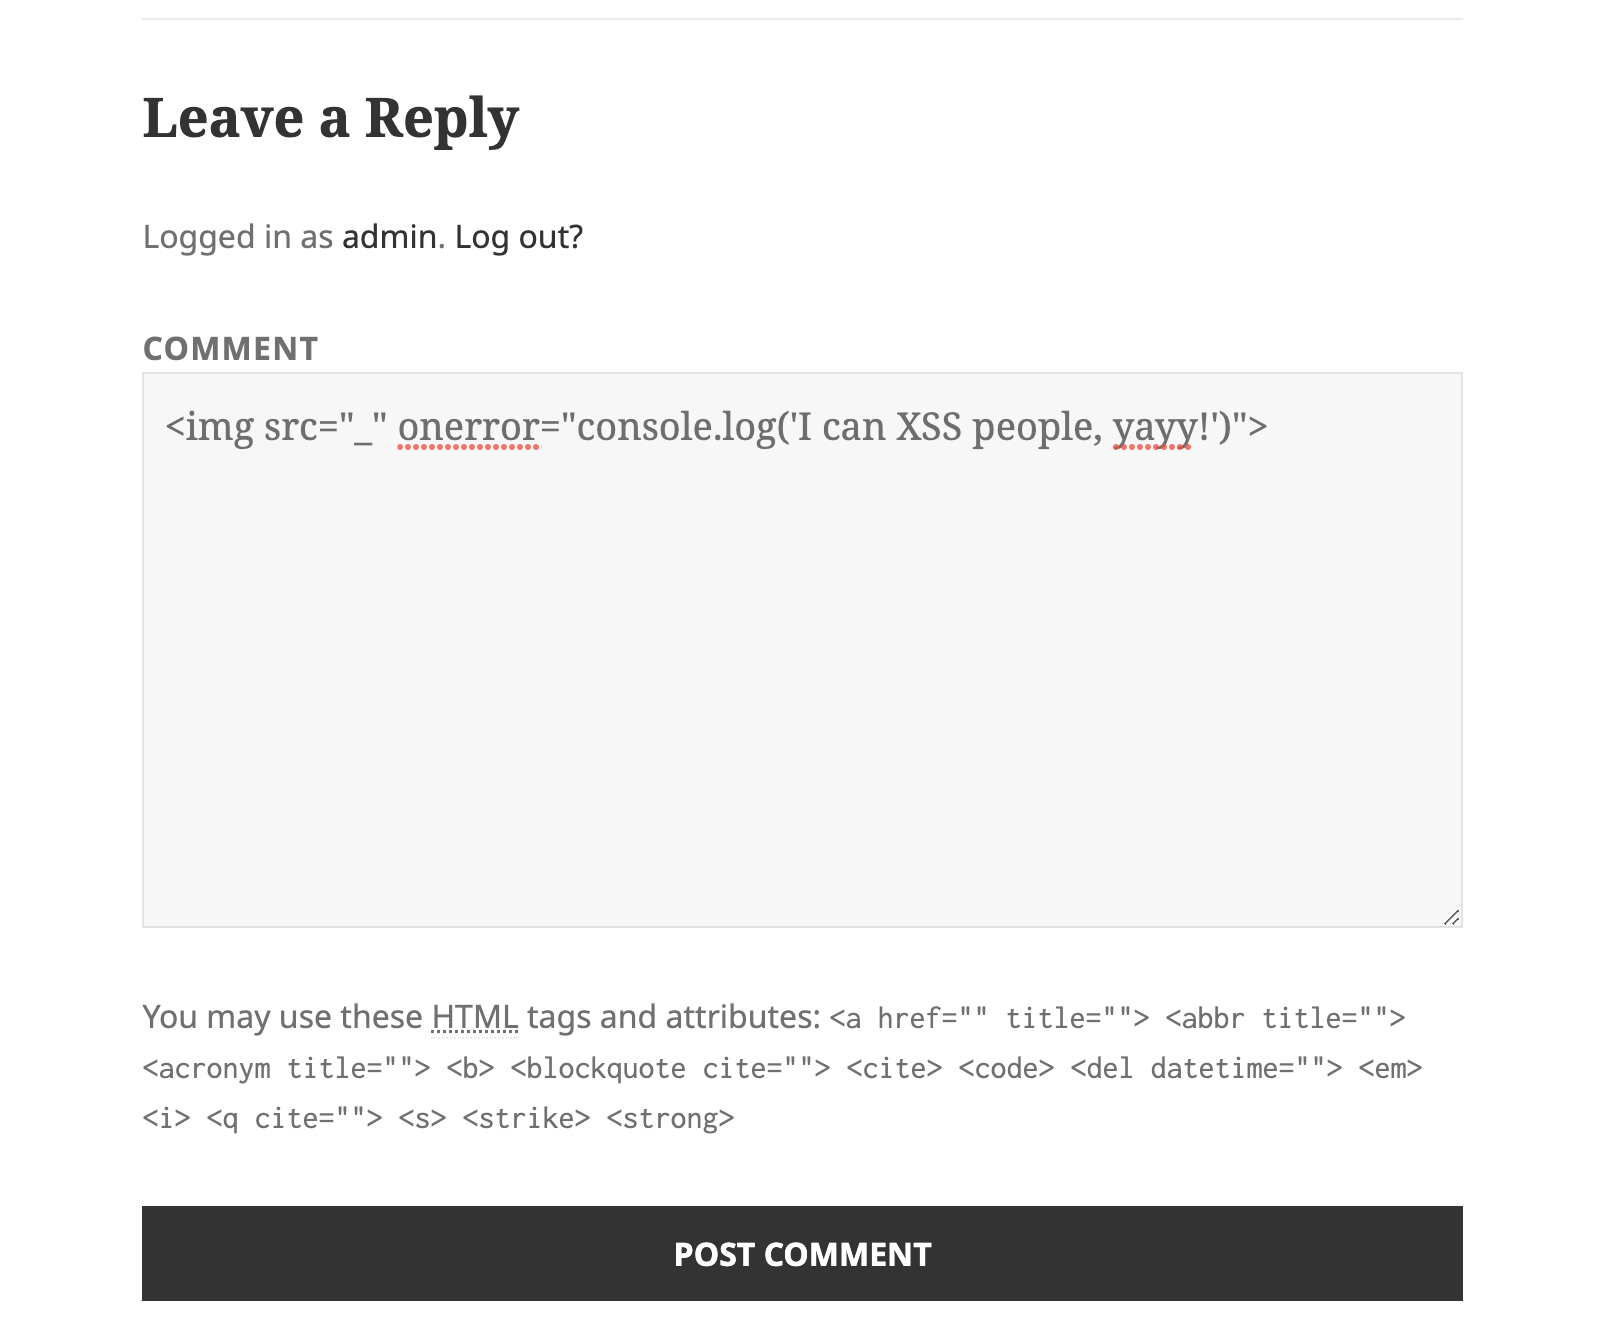 Leave a Reply
Logged in as admin. Log out?
COMMENT
<img src="_" onerror="console.log('I can XSS people, yayy!')">
You may use these HTML tags and attributes: <a href="" title=""> <abbr title="">
<acronym title=""> <b> <blockquote cite=""> <cite> <code> <del datetime=""> <em>
<i> <q cite=""> <s> <strike> <strong>
POST COMMENT